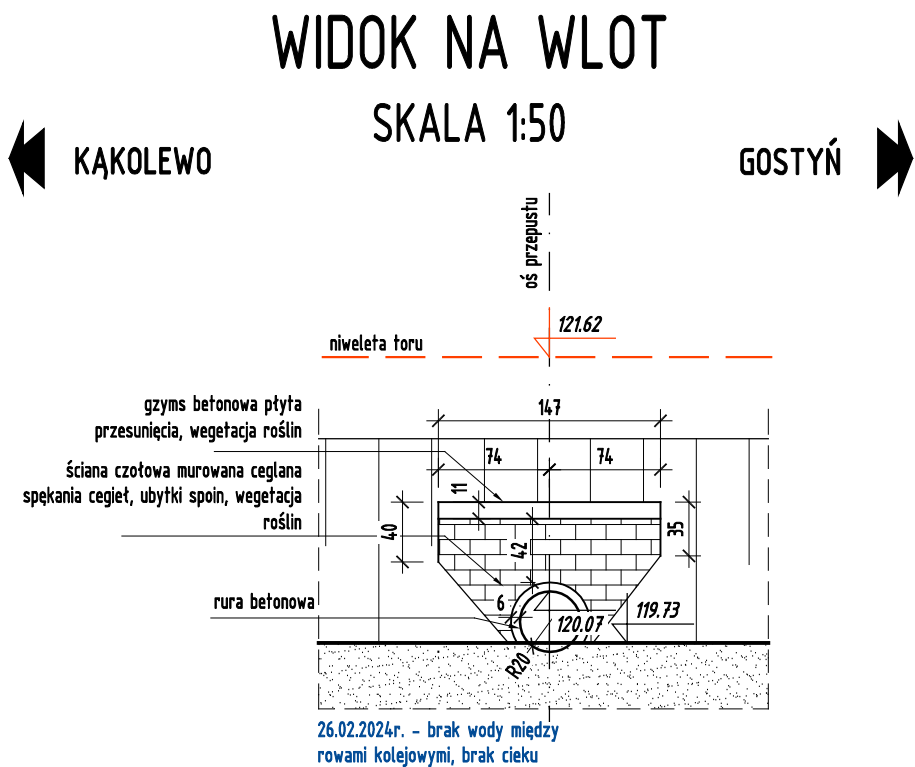 WIDOK NA WLOT
SKALA 1:50
KĄKOLEWO
GOSTYŃ
oś przepustu
121.62
niweleta toru
gzyms betonowa płyta
przesunięcia, wegetacja roślin
147
74
74
ściana czołowa murowana ceglana
spękania cegieł, ubytki spoin, wegetacja
roślin
11
40
42
35
rura betonowa
6
119.73
120.07
R20
26.02.2024r. - brak wody między
rowami kolejowymi, brak cieku